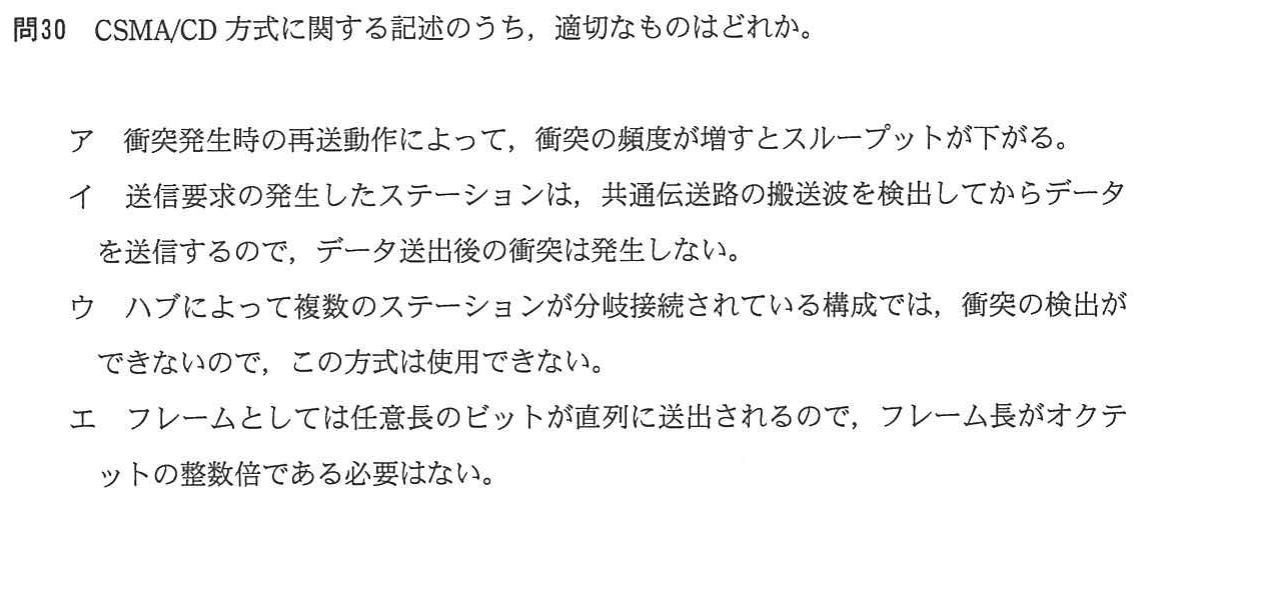 問30 CSMA/CD 方式に関する記述のうち，適切なものはどれか。
ア 衝突発生時の再送動作によって，衝突の頻度が増すとスループットが下がる。
イ 送信要求の発生したステーションは，共通伝送路の搬送波を検出してからデータ
を送信するので，データ送出後の衝突は発生しない。
ウ ハブによって複数のステーションが分岐接続されている構成では，衝突の検出が
できないので，この方式は使用できない。
エ フレームとしては任意長のビットが直列に送出されるので，フレーム長がオクテ
ットの整数倍である必要はない。